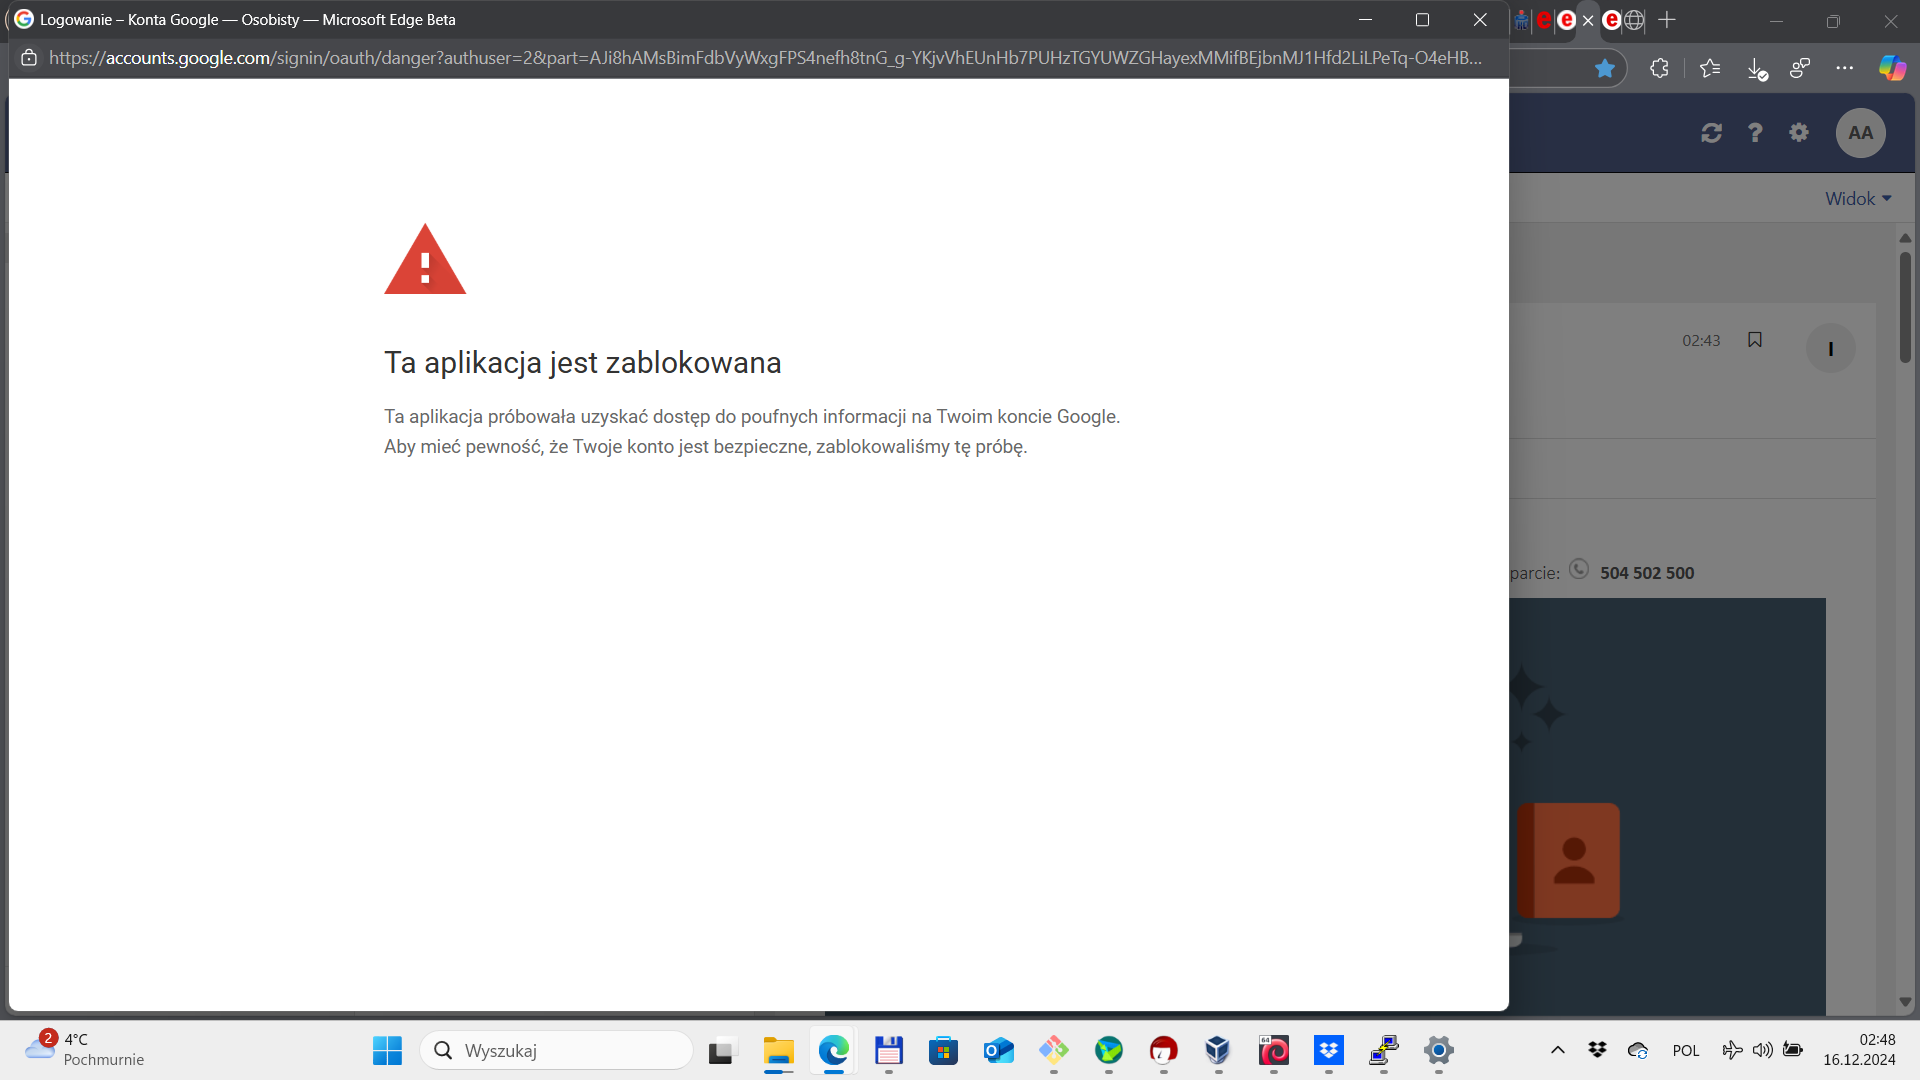 Logowanie – Konta Google — Osobisty — Microsoft Edge Beta
https://accounts.google.com/signin/oauth/danger?authuser=2&part=AJi8hAMsBimFdbVyWxgFPS4nefh8tnG_g-YKjvVhEUnHb7PUHzTGYUWZGHayexMMifBEjbnMJ1Hfd2LiLPeTq-O4eHB...
AA
Widok
02:43
I
Ta aplikacja jest zablokowana
Ta aplikacja próbowała uzyskać dostęp do poufnych informacji na Twoim koncie Google.
Aby mieć pewność, że Twoje konto jest bezpieczne, zablokowaliśmy tę próbę.
parcie: 504 502 500
2
4°C
Pochmurnie
Wyszukaj
64
POL
02:48
16.12.2024